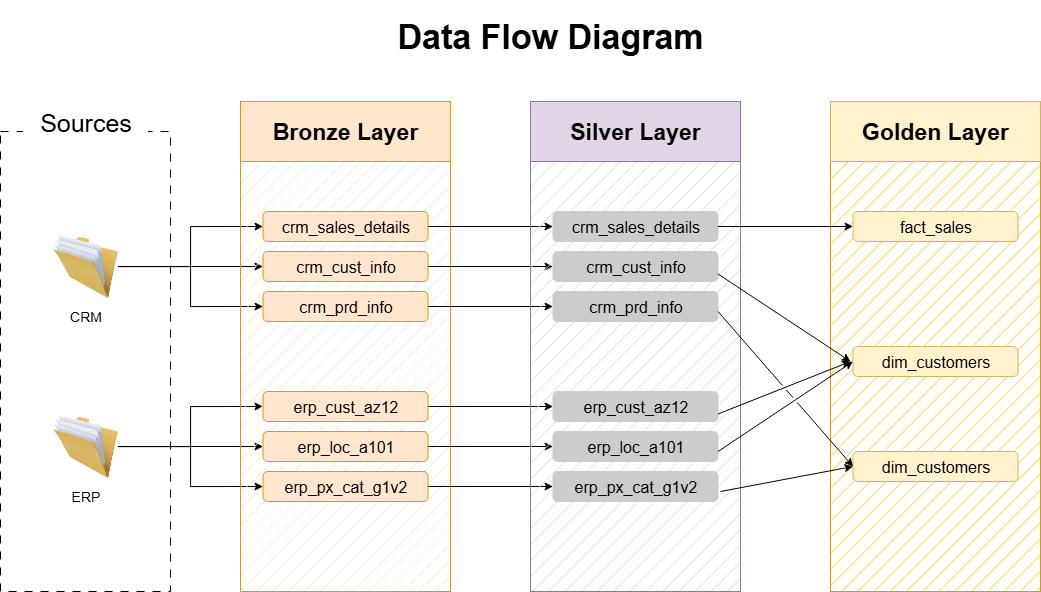 Data Flow Diagram
Sources
CRM
ERP
Bronze Layer
crm_sales_details
crm_cust_info
crm_prd_info
erp_cust_az12
erp_loc_a101
erp_px_cat_g1v2
Silver Layer
crm_sales_details
crm_cust_info
crm_prd_info
erp_cust_az12
erp_loc_a101
erp_px_cat_g1v2
Golden Layer
fact_sales
dim_customers
dim_customers